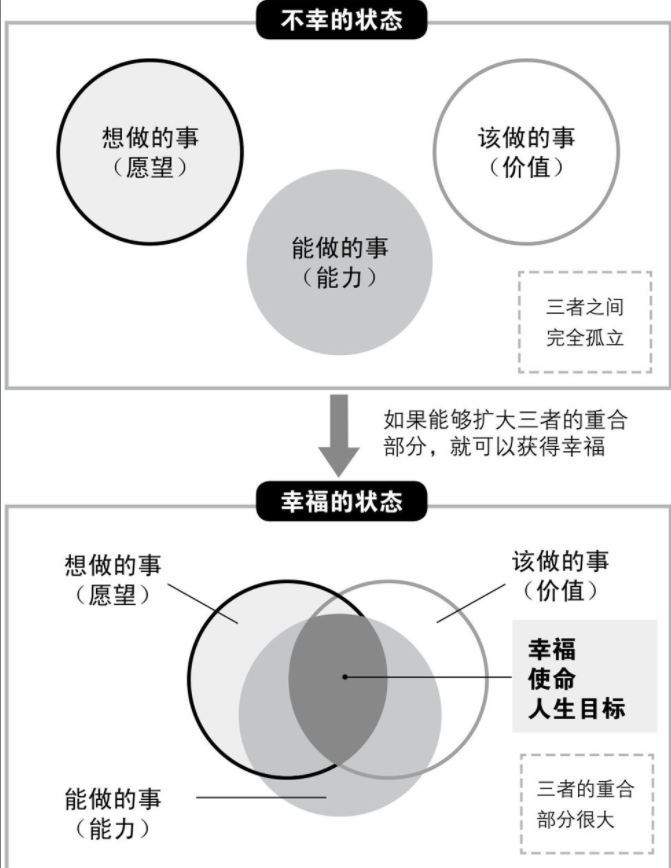 不幸的状态
想做的事
（愿望）
该做的事
（价值）
能做的事
（能力）
三者之间
完全孤立
如果能够扩大三者的重合
部分，就可以获得幸福
幸福的状态
想做的事
（愿望）
该做的事
（价值）
幸福
使命
人生目标
能做的事
（能力）
三者的重合
部分很大